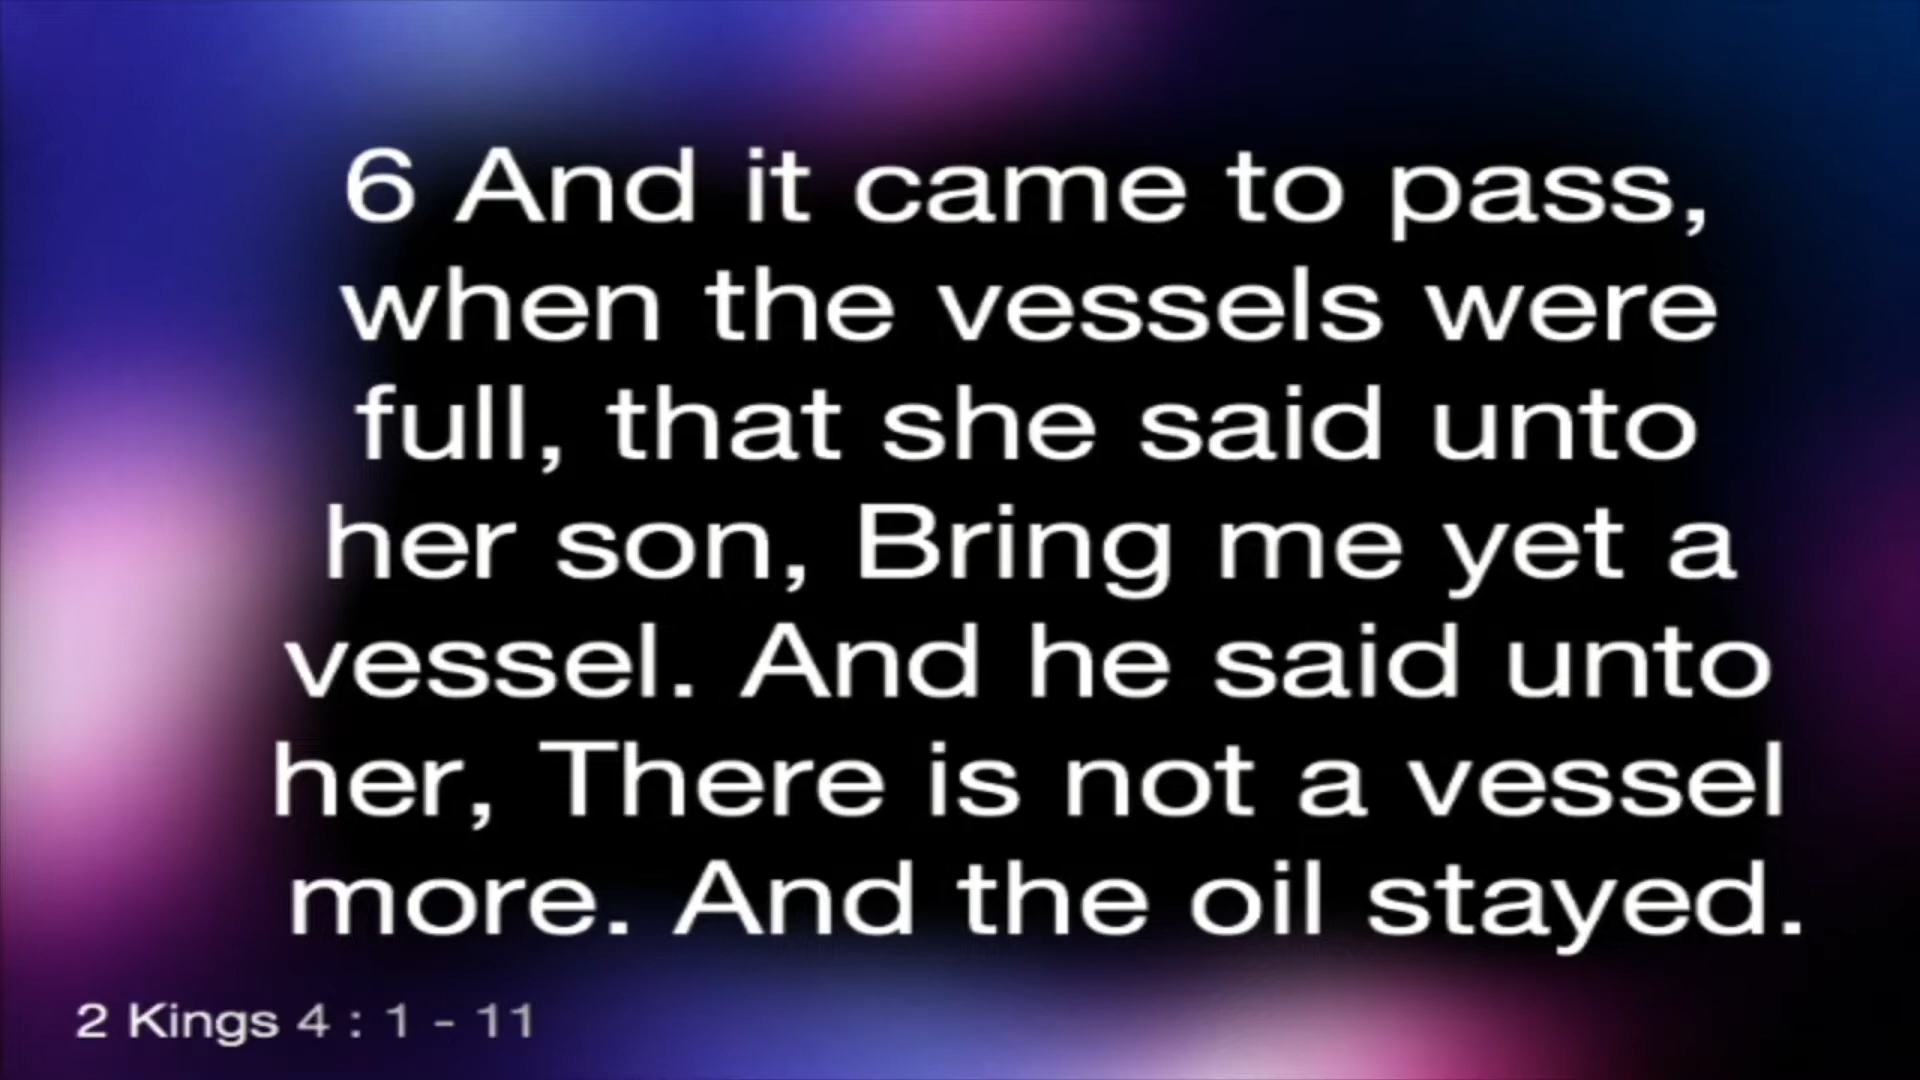 6 And it came to pass,
when the vessels were
full, that she said unto
her son, Bring me yet a
vessel. And he said unto
her, There is not a vessel
more. And the oil stayed.
2 Kings 4 : 1 - 11